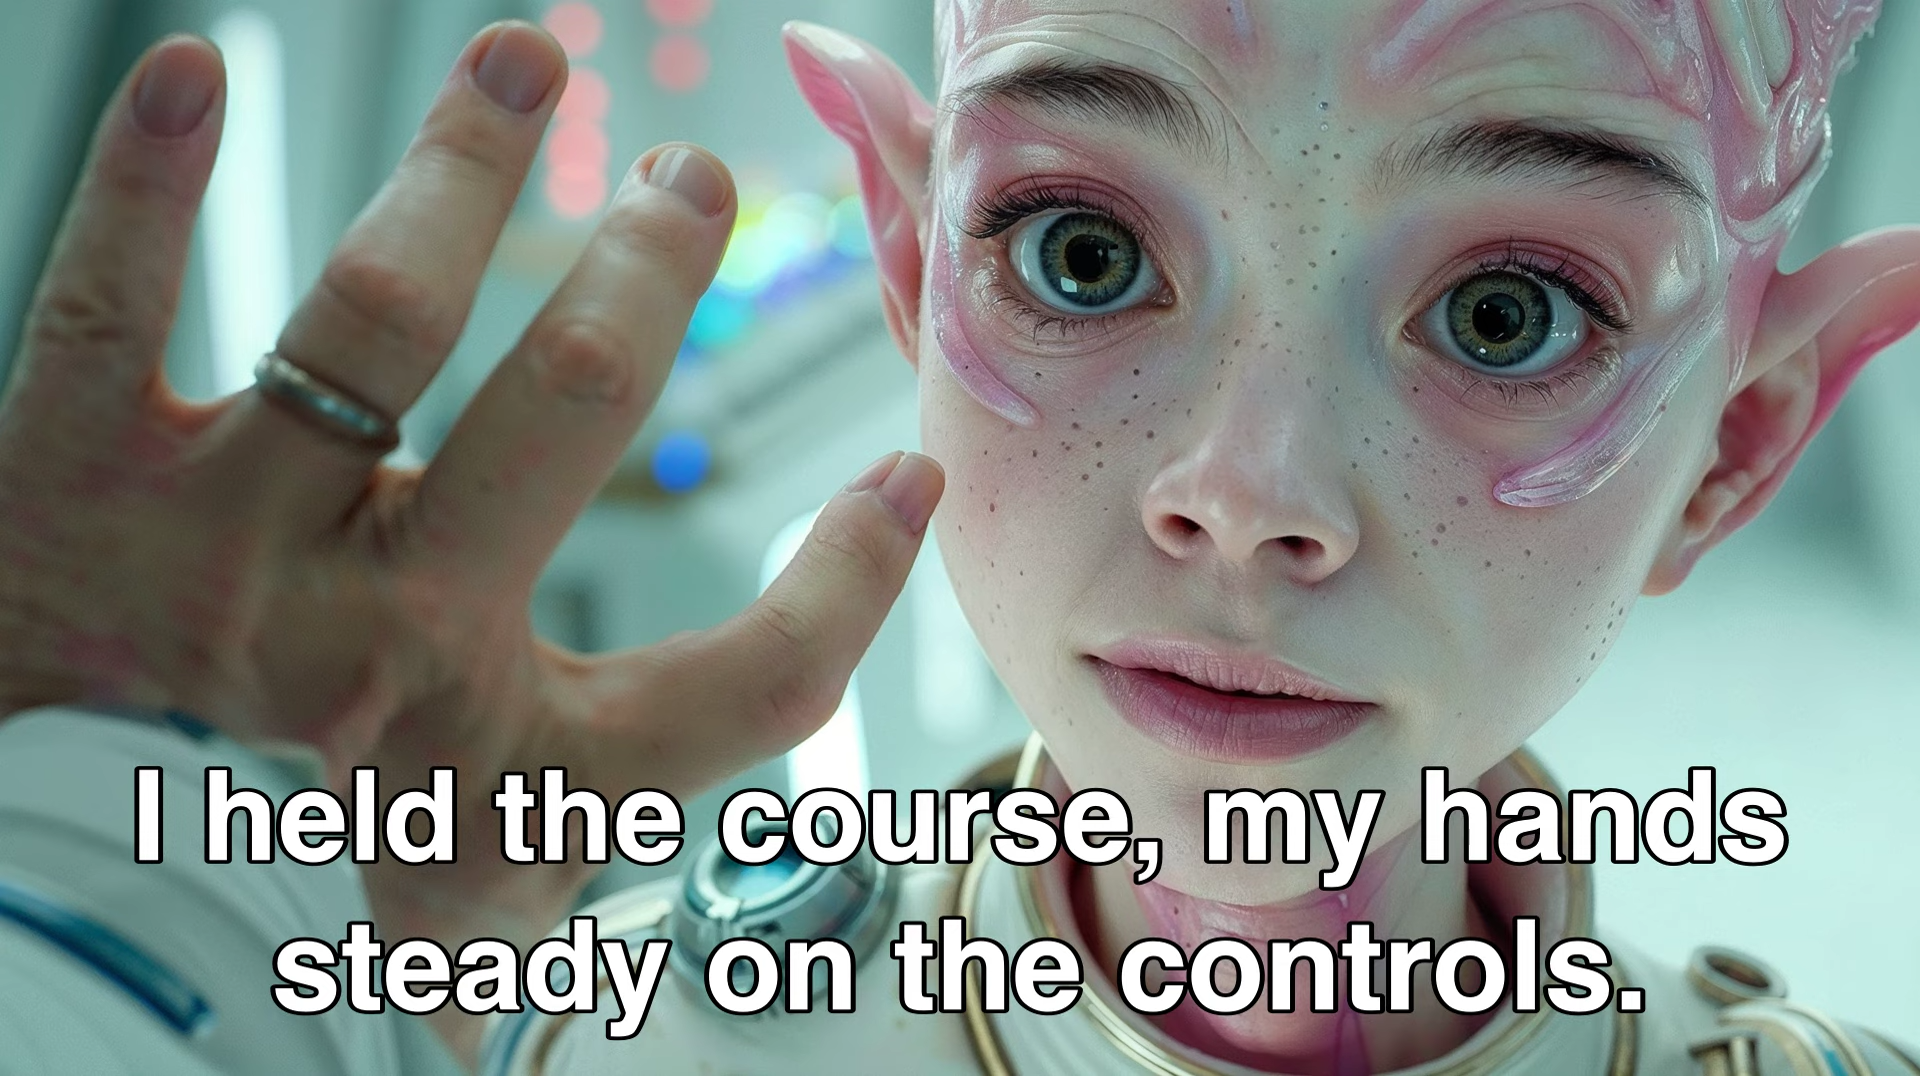 I held the course, my hands
steady on the controls.